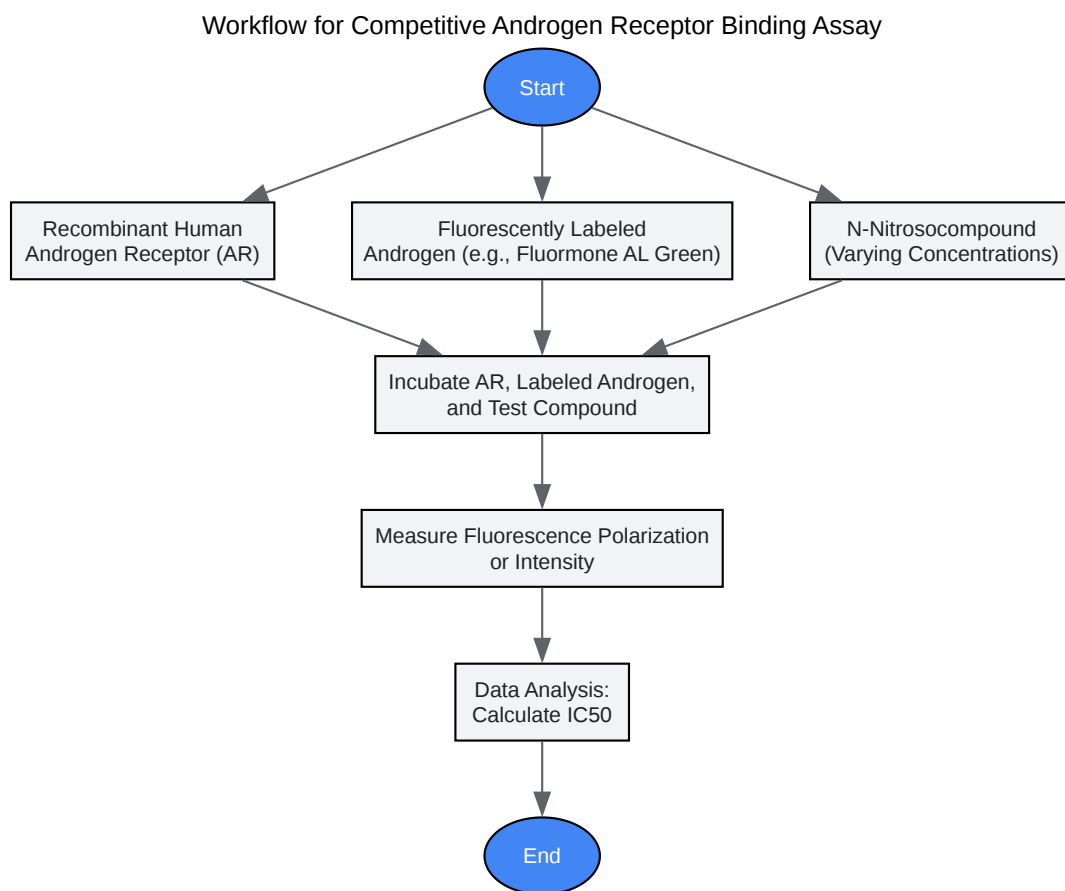 Workflow for Competitive Androgen Receptor Binding Assay
Start
Recombinant Human
Androgen Receptor (AR)
Fluorescently Labeled
Androgen (e.g., Fluormone AL Green)
N-Nitrosocompound
(Varying Concentrations)
Incubate AR, Labeled Androgen,
and Test Compound
Measure Fluorescence Polarization
or Intensity
Data Analysis:
Calculate IC50
End